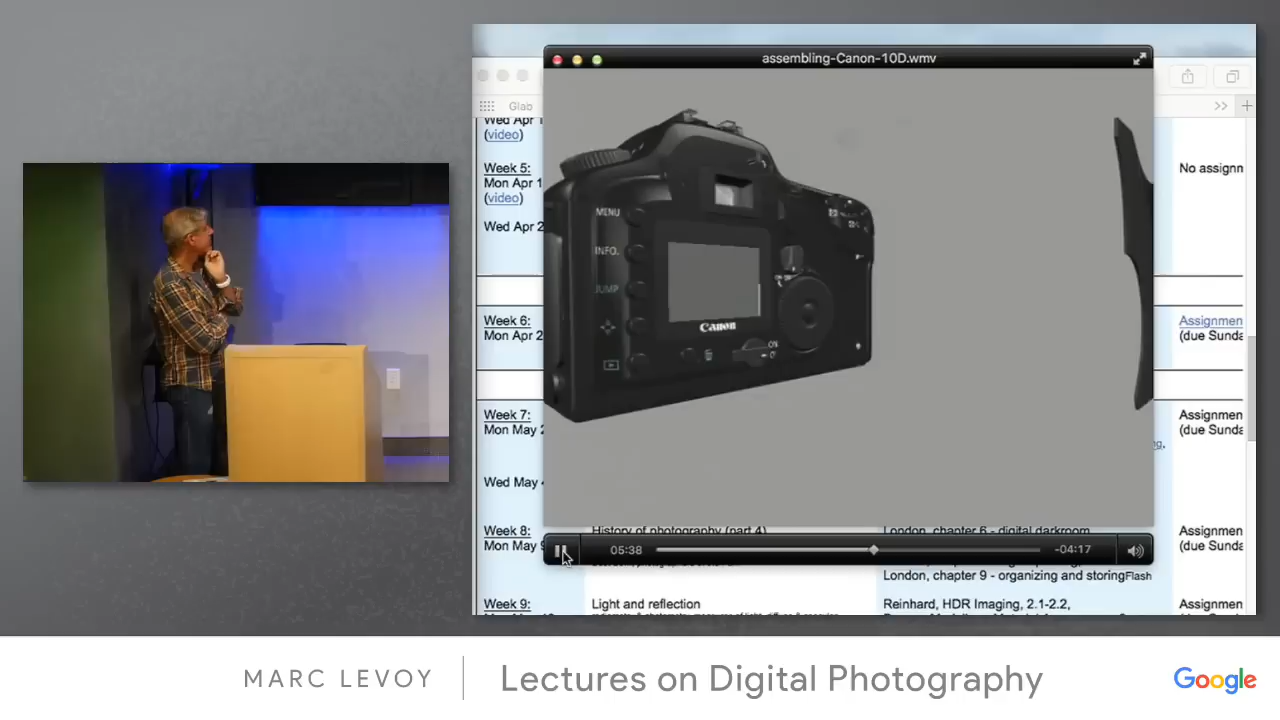 assembling-Canon-10D.wmv
Glab
>>
+
Wed Apr 1
(video)
Week 5:
Mon Apr 1
(video)
Wed Apr 2
No assignm
Week 6:
Mon Apr 2
Assignmen
(due Sunda
Week 7:
Mon May 2
Assignmen
(due Sunda
Wed May 4
MENU
INFO.
JUMP
Canon
ON
Week 8:
Mon May 9
History of photography (part 4)
London, chapter 6 - digital darkroom
Assignmen
(due Sunda
05:38
-04:17
London, chapter 9 - organizing and storing
Flash
Week 9:
Light and reflection
Reinhard, HDR Imaging, 2.1-2.2,
Assignmen
MARC LEVOY
Lectures on Digital Photography
Google